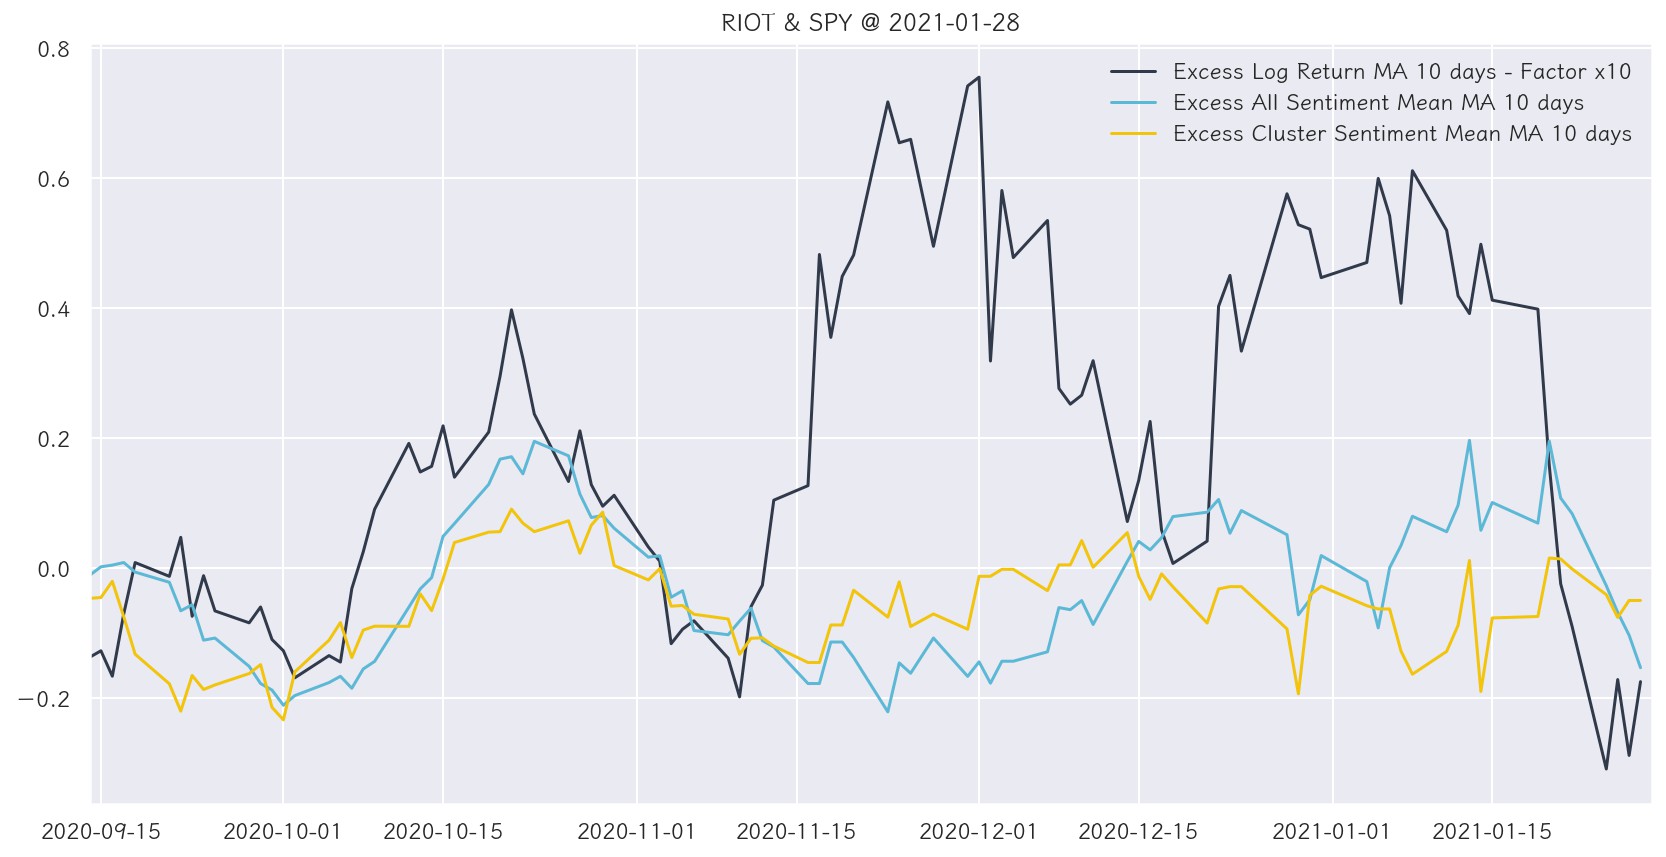 RIOT & SPY @ 2021-01-28
Excess Log Return MA 10 days - Factor x10
Excess All Sentiment Mean MA 10 days
Excess Cluster Sentiment Mean MA 10 days
0.8
0.6
0.4
0.2
0.0
−0.2
2020-09-15 2020-10-01 2020-10-15 2020-11-01 2020-11-15 2020-12-01 2020-12-15 2021-01-01 2021-01-15